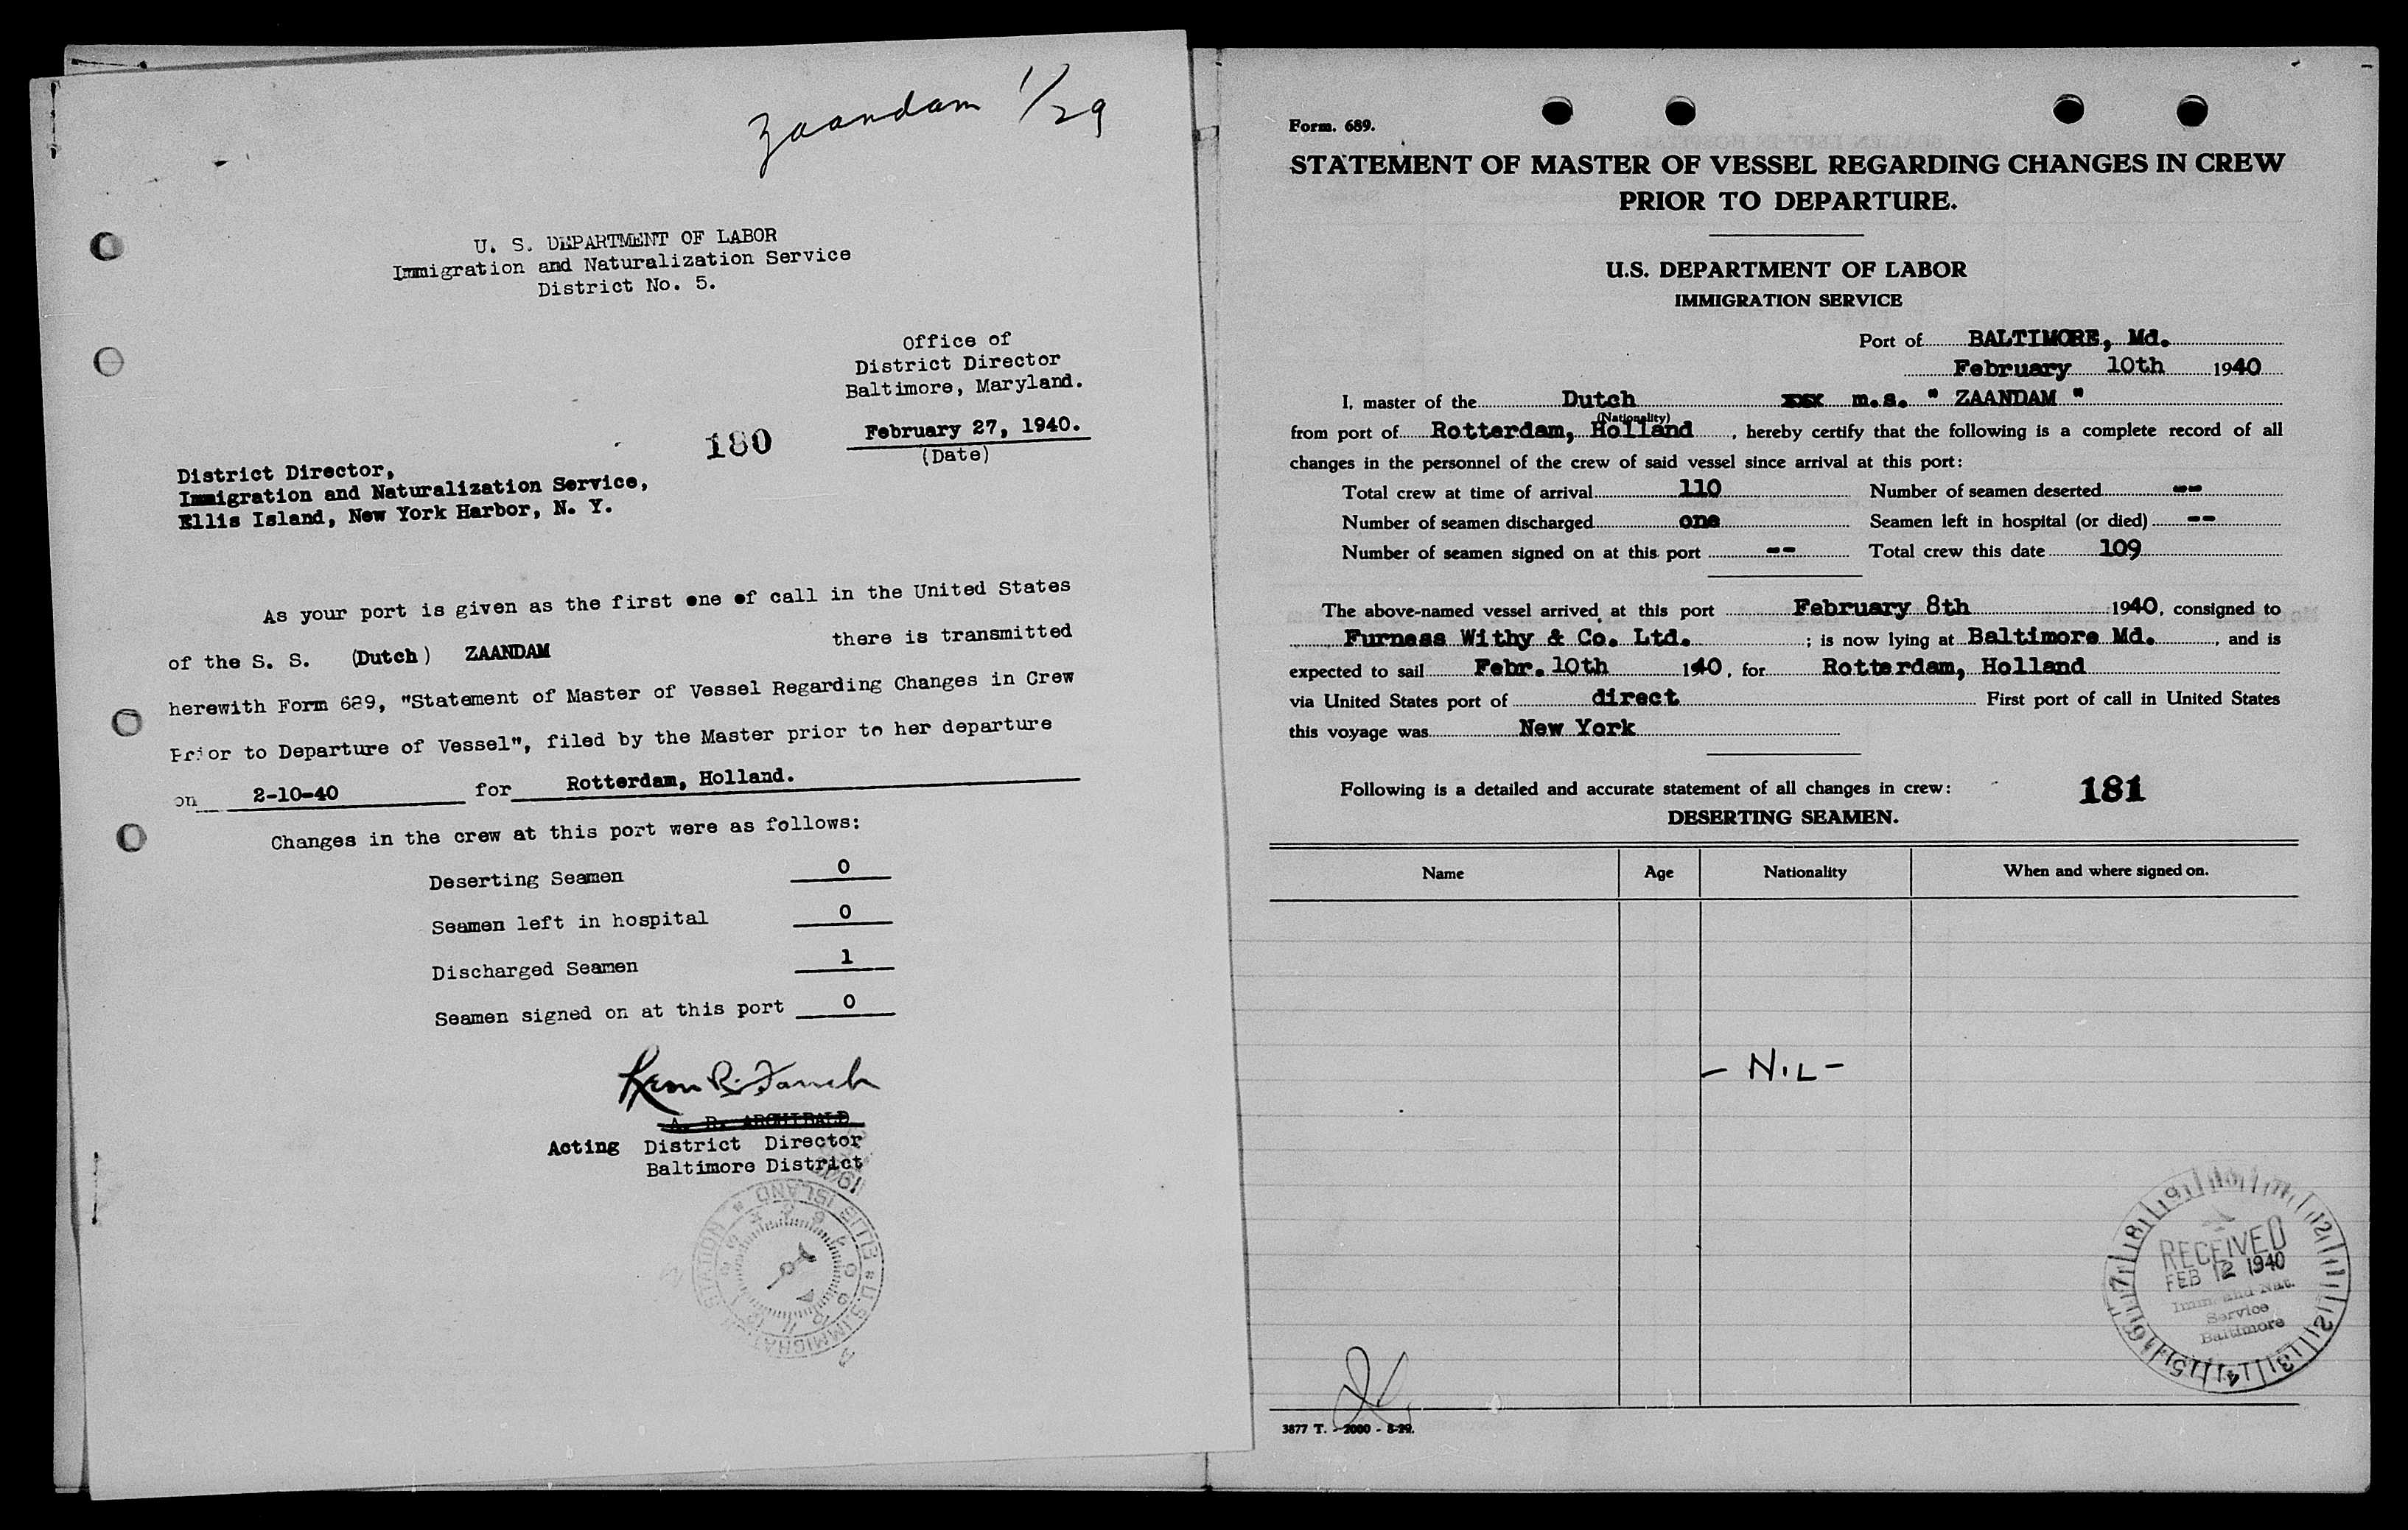 Zaandam 1/29
U. S. DEPARTMENT OF LABOR
Immigration and Naturalization Service
District No. 5.
Office of
District Director
Baltimore, Maryland.
180
February 27, 1940.
(Date)
District Director,
Immigration and Naturalization Service,
Ellis Island, New York Harbor, N. Y.
As your port is given as the first one of call in the United States
of the S. S. (Dutch) ZAANDAM there is transmitted
herewith Form 689, "Statement of Master of Vessel Regarding Changes in Crew
Prior to Departure of Vessel", filed by the Master prior to her departure
on 2-10-40 for Rotterdam, Holland.
Changes in the crew at this port were as follows:
Deserting Seamen 0
Seamen left in hospital 0
Discharged Seamen 1
Seamen signed on at this port 0
A. R. ARCHIBALD
Acting District Director
Baltimore District
ELLIS ISLAND
Form. 689.
STATEMENT OF MASTER OF VESSEL REGARDING CHANGES IN CREW
PRIOR TO DEPARTURE.
U.S. DEPARTMENT OF LABOR
IMMIGRATION SERVICE
Port of BALTIMORE, Md.
February 10th 1940
I, master of the Dutch xxx m.s. " ZAANDAM "
(Nationality)
from port of Rotterdam, Holland, hereby certify that the following is a complete record of all
changes in the personnel of the crew of said vessel since arrival at this port:
Total crew at time of arrival 110 Number of seamen deserted --
Number of seamen discharged one Seamen left in hospital (or died) --
Number of seamen signed on at this port -- Total crew this date 109
The above-named vessel arrived at this port February 8th 1940, consigned to
Furness Withy & Co. Ltd. ; is now lying at Baltimore Md. , and is
expected to sail Febr. 10th 1940, for Rotterdam, Holland
via United States port of direct First port of call in United States
this voyage was New York
Following is a detailed and accurate statement of all changes in crew: 181
DESERTING SEAMEN.
Name Age Nationality When and where signed on.
- NIL -
RECEIVED
FEB 12 1940
Imm. and Nat.
Service
Baltimore
3877 T. - 2000 - 8-29.